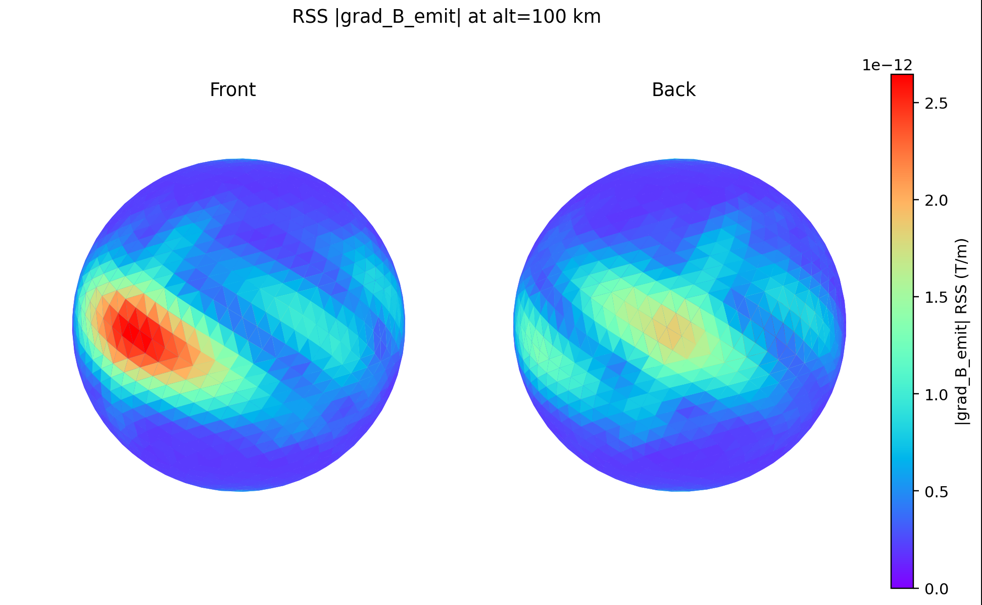 RSS |grad_B_emit| at alt=100 km
Front
Back
1e−12
2.5
2.0
1.5
1.0
0.5
0.0
|grad_B_emit| RSS (T/m)